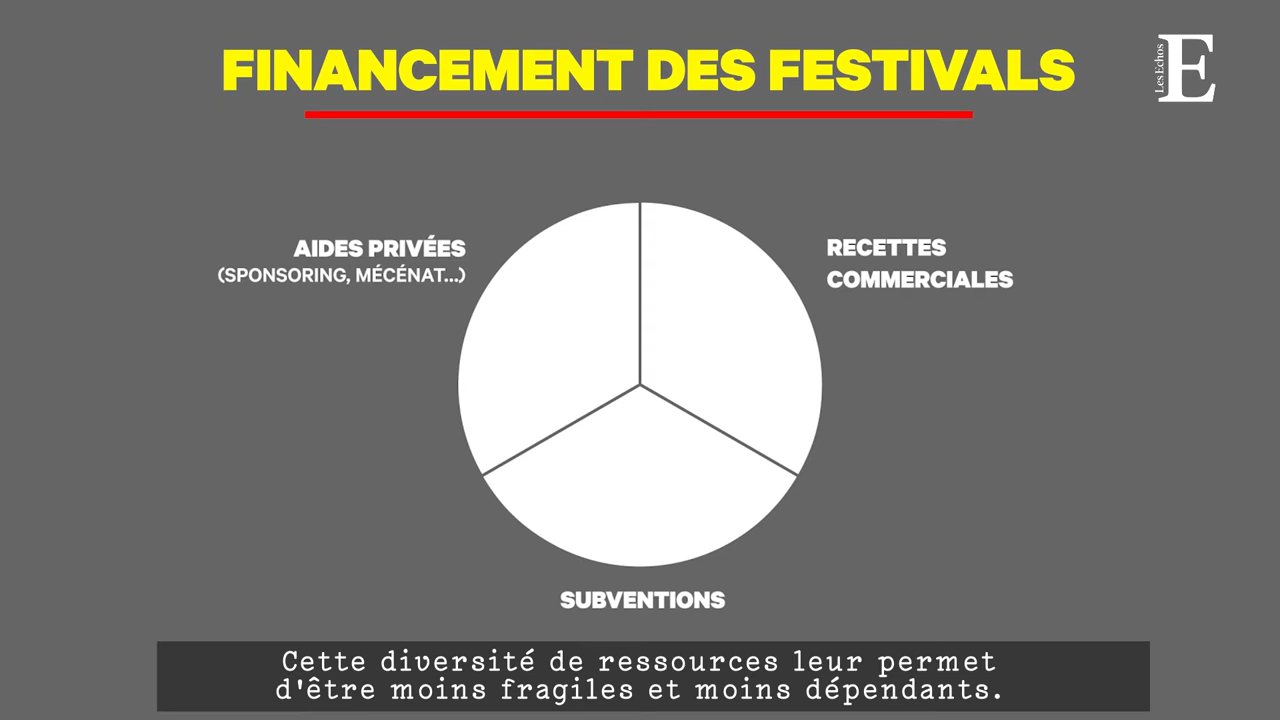 FINANCEMENT DES FESTIVALS
Les Echos
E
AIDES PRIVÉES
(SPONSORING, MÉCÉNAT...)
RECETTES
COMMERCIALES
SUBVENTIONS
Cette diversité de ressources leur permet
d'être moins fragiles et moins dépendants.